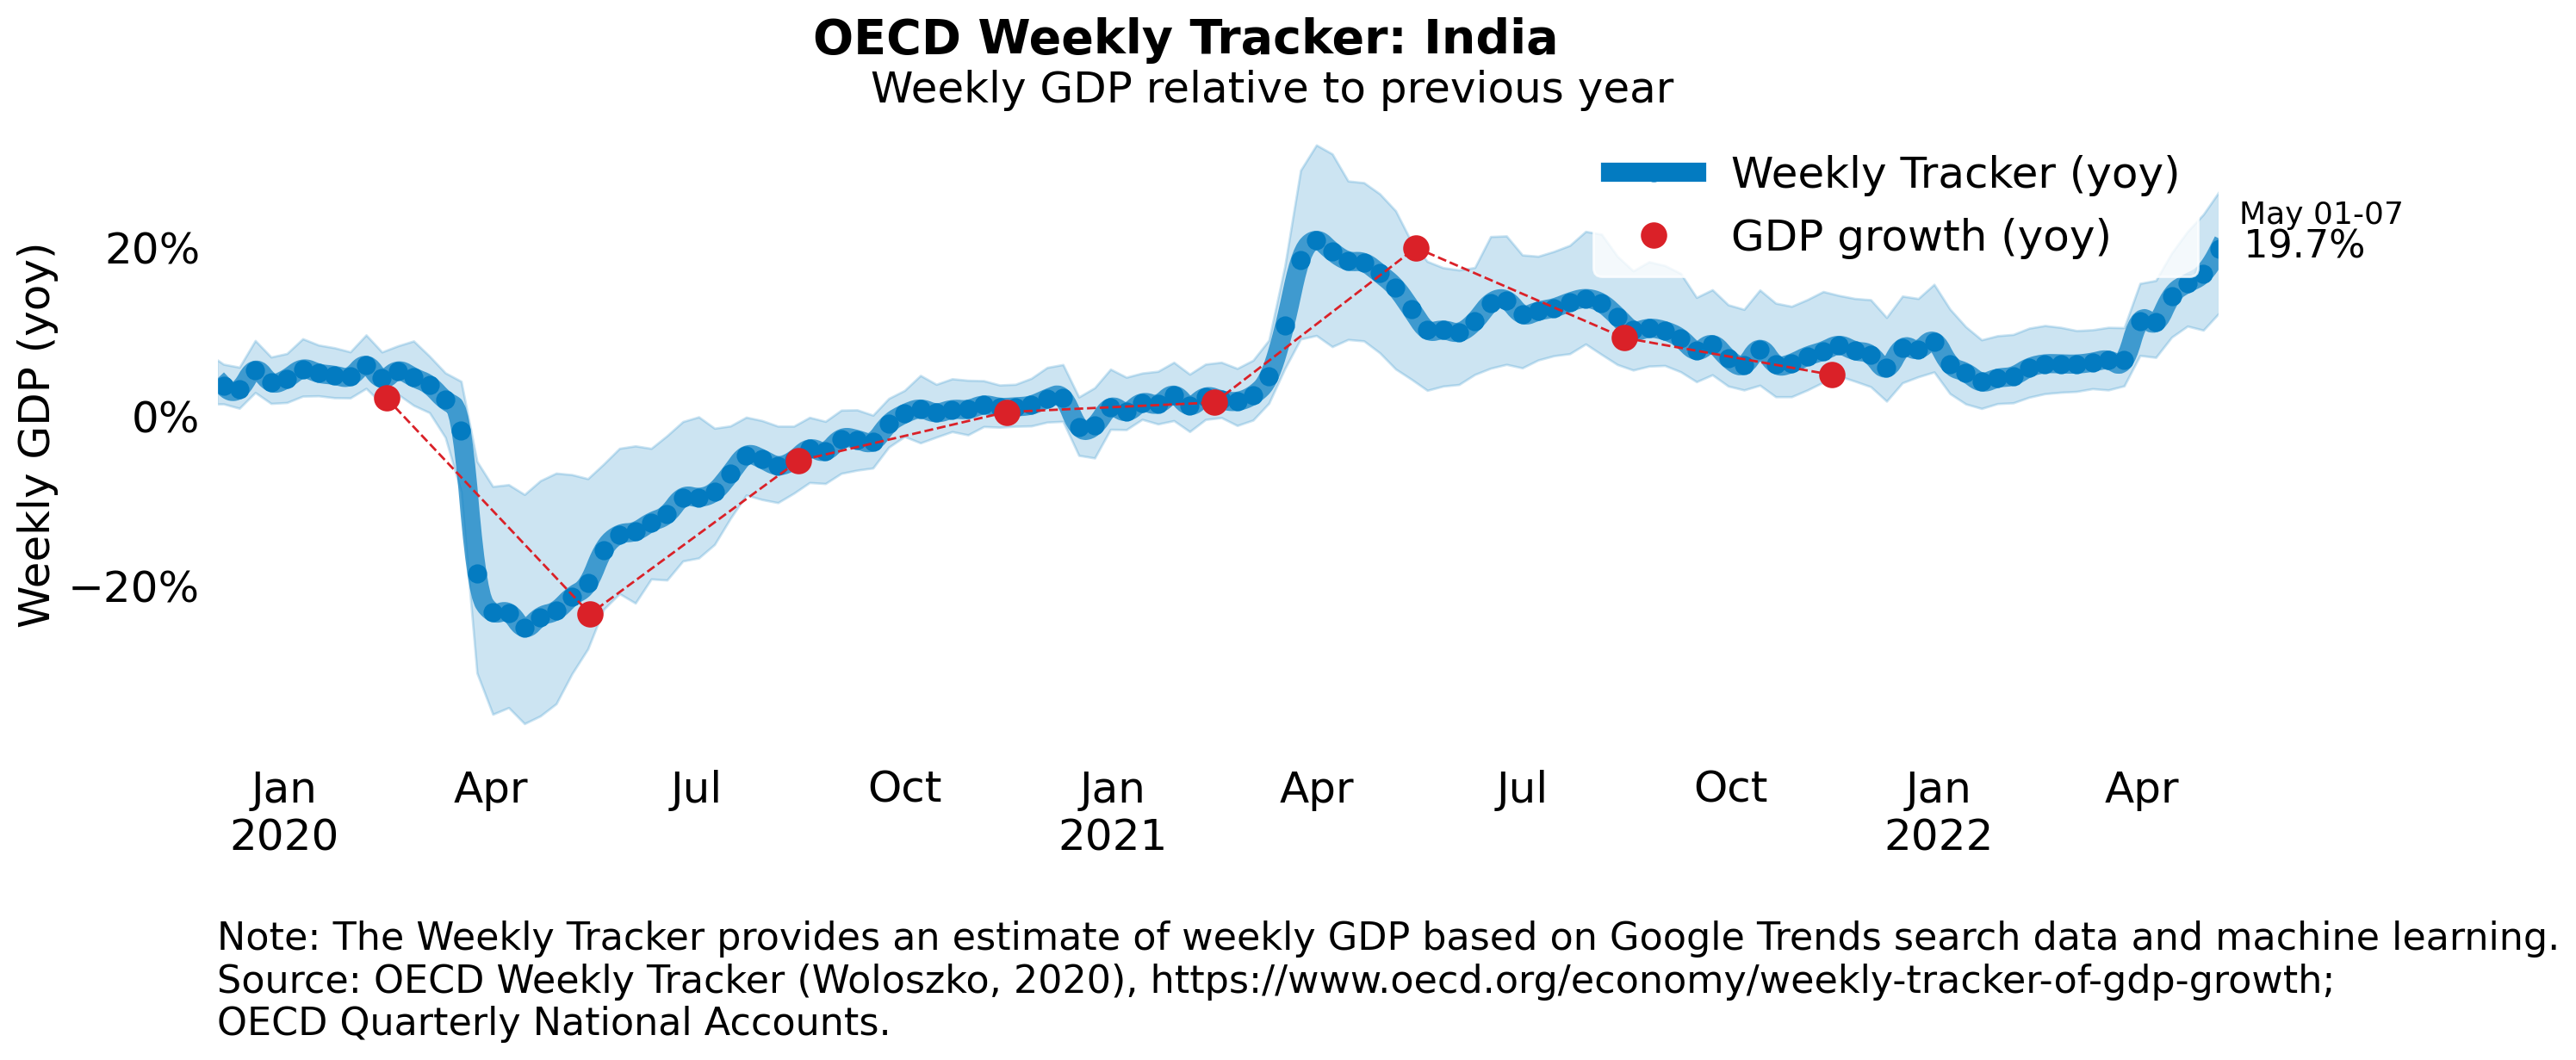 OECD Weekly Tracker: India
Weekly GDP relative to previous year
Weekly Tracker (yoy)
GDP growth (yoy)
May 01-07
19.7%
Weekly GDP (yoy)
20%
0%
−20%
Jan Apr Jul Oct Jan Apr Jul Oct Jan Apr
2020 2021 2022
Note: The Weekly Tracker provides an estimate of weekly GDP based on Google Trends search data and machine learning.
Source: OECD Weekly Tracker (Woloszko, 2020), https://www.oecd.org/economy/weekly-tracker-of-gdp-growth;
OECD Quarterly National Accounts.